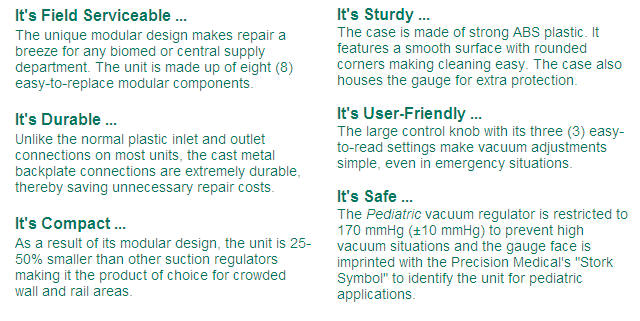 It's Field Serviceable ...
The unique modular design makes repair a
breeze for any biomed or central supply
department. The unit is made up of eight (8)
easy-to-replace modular components.
It's Durable ...
Unlike the normal plastic inlet and outlet
connections on most units, the cast metal
backplate connections are extremely durable,
thereby saving unnecessary repair costs.
It's Compact ...
As a result of its modular design, the unit is 25-
50% smaller than other suction regulators
making it the product of choice for crowded
wall and rail areas.
It's Sturdy ...
The case is made of strong ABS plastic. It
features a smooth surface with rounded
corners making cleaning easy. The case also
houses the gauge for extra protection.
It's User-Friendly ...
The large control knob with its three (3) easy-
to-read settings make vacuum adjustments
simple, even in emergency situations.
It's Safe ...
The Pediatric vacuum regulator is restricted to
170 mmHg (±10 mmHg) to prevent high
vacuum situations and the gauge face is
imprinted with the Precision Medical's "Stork
Symbol" to identify the unit for pediatric
applications.